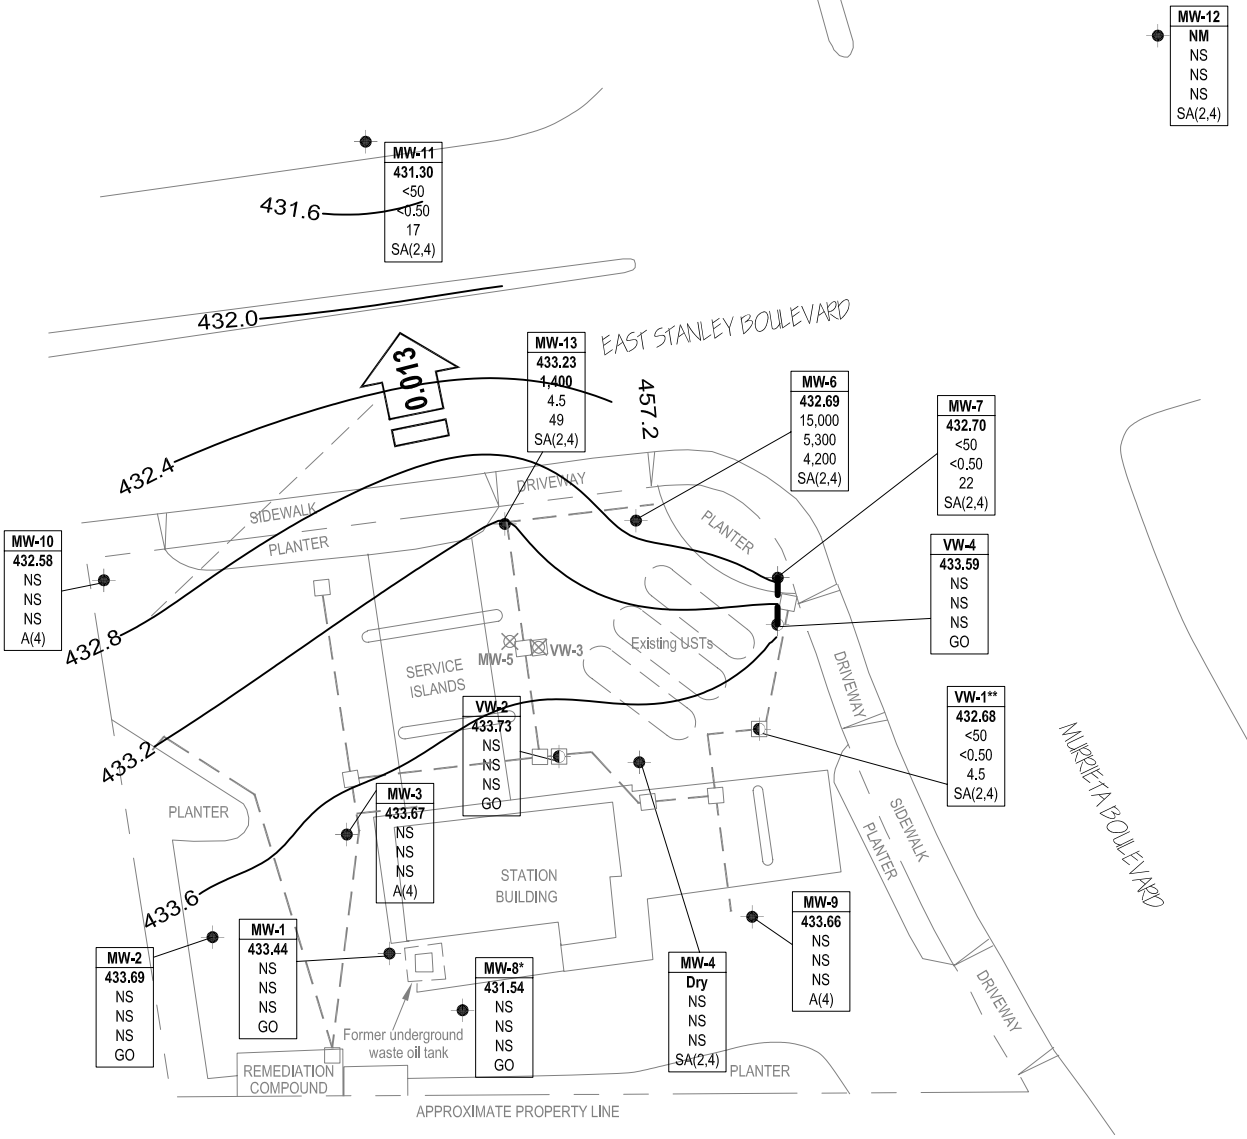 MW-12
NM
NS
NS
NS
SA(2,4)
MW-11
431.30
<50
<0.50
17
SA(2,4)
431.6
432.0
EAST STANLEY BOULEVARD
0.013
MW-13
433.23
1,400
4.5
49
SA(2,4)
457.2
MW-6
432.69
15,000
5,300
4,200
SA(2,4)
MW-7
432.70
<50
<0.50
22
SA(2,4)
432.4
DRIVEWAY
SIDEWALK
PLANTER
PLANTER
MW-10
432.58
NS
NS
NS
A(4)
VW-4
433.59
NS
NS
NS
GO
432.8
MW-5
VW-3
Existing USTs
SERVICE
ISLANDS
DRIVEWAY
VW-2
433.73
NS
NS
NS
GO
VW-1**
432.68
<50
<0.50
4.5
SA(2,4)
433.2
MURRIETA BOULEVARD
PLANTER
MW-3
433.67
NS
NS
NS
A(4)
SIDEWALK
PLANTER
STATION
BUILDING
433.6
MW-9
433.66
NS
NS
NS
A(4)
MW-1
433.44
NS
NS
NS
GO
MW-2
433.69
NS
NS
NS
GO
MW-8*
431.54
NS
NS
NS
GO
MW-4
Dry
NS
NS
NS
SA(2,4)
DRIVEWAY
Former underground
waste oil tank
REMEDIATION
COMPOUND
PLANTER
APPROXIMATE PROPERTY LINE